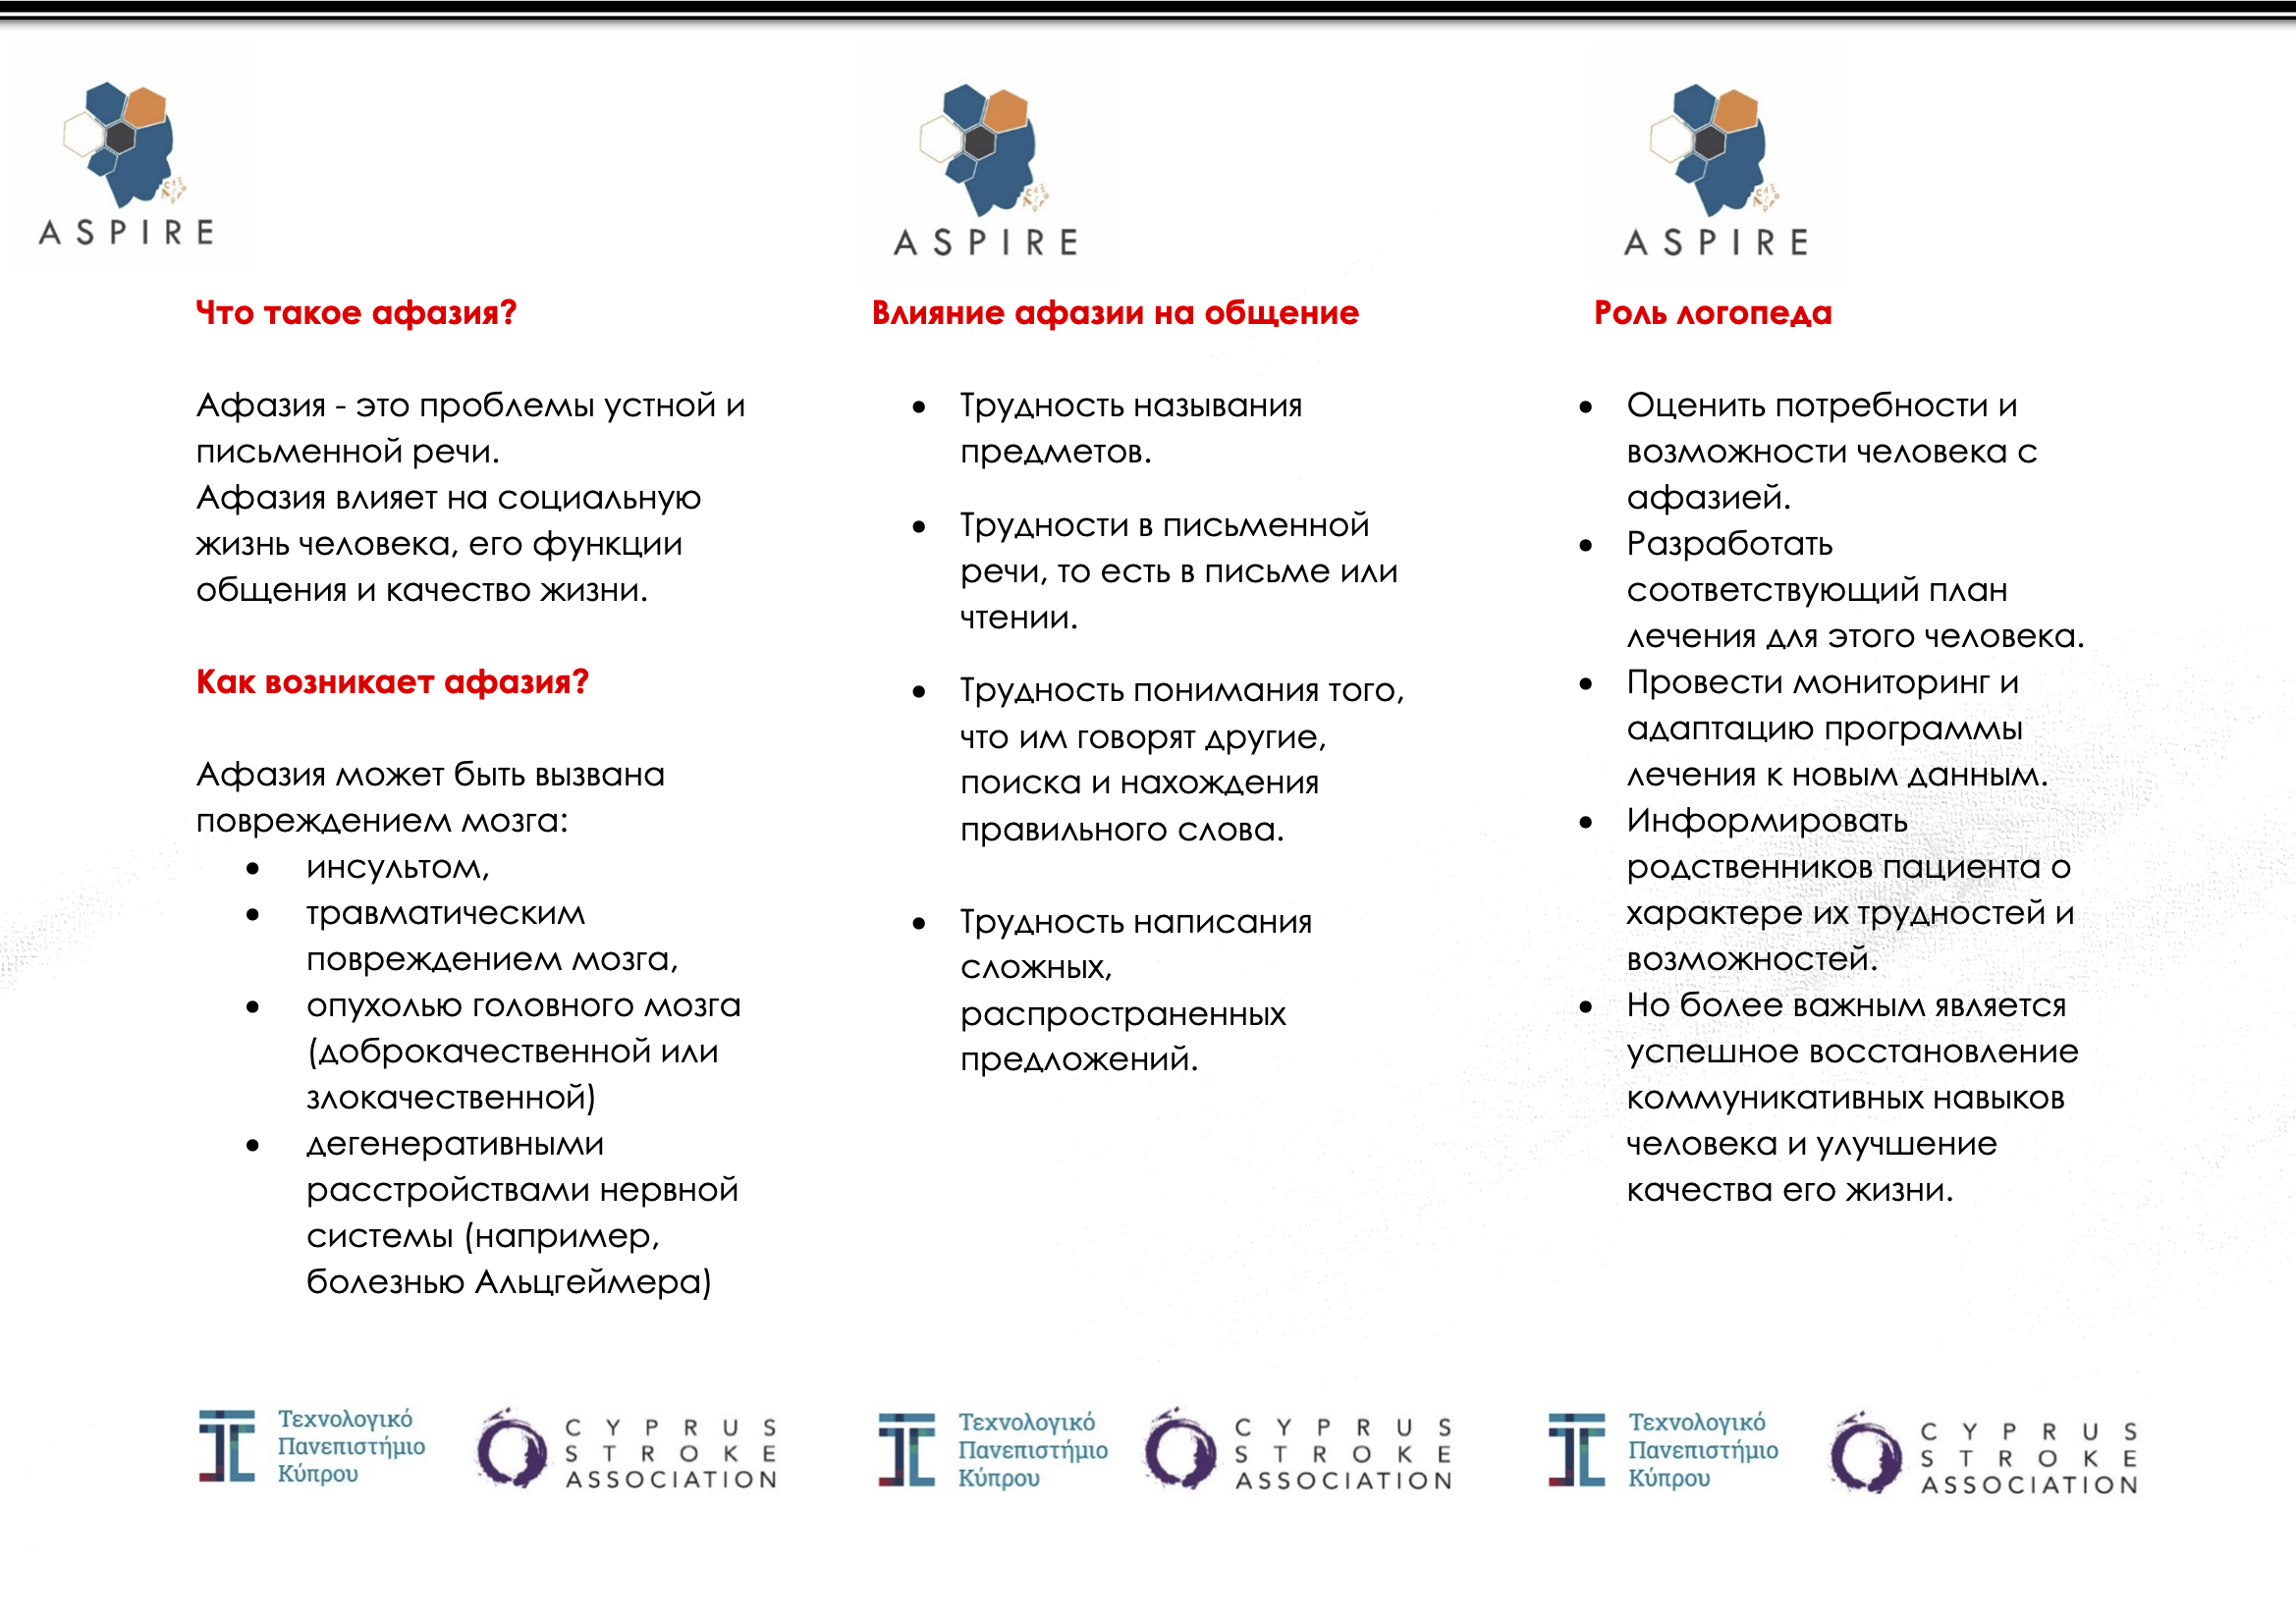 ASPIRE
Что такое афазия?
Афазия - это проблемы устной и
письменной речи.
Афазия влияет на социальную
жизнь человека, его функции
общения и качество жизни.
Как возникает афазия?
Афазия может быть вызвана
повреждением мозга:
• инсультом,
• травматическим
повреждением мозга,
• опухолью головного мозга
(доброкачественной или
злокачественной)
• дегенеративными
расстройствами нервной
системы (например,
болезнью Альцгеймера)
Τεχνολογικό
Πανεπιστήμιο
Κύπρου
CYPRUS
STROKE
ASSOCIATION
ASPIRE
Влияние афазии на общение
• Трудность называния
предметов.
• Трудности в письменной
речи, то есть в письме или
чтении.
• Трудность понимания того,
что им говорят другие,
поиска и нахождения
правильного слова.
• Трудность написания
сложных,
распространенных
предложений.
Τεχνολογικό
Πανεπιστήμιο
Κύπρου
CYPRUS
STROKE
ASSOCIATION
ASPIRE
Роль логопеда
• Оценить потребности и
возможности человека с
афазией.
• Разработать
соответствующий план
лечения для этого человека.
• Провести мониторинг и
адаптацию программы
лечения к новым данным.
• Информировать
родственников пациента о
характере их трудностей и
возможностей.
• Но более важным является
успешное восстановление
коммуникативных навыков
человека и улучшение
качества его жизни.
Τεχνολογικό
Πανεπιστήμιο
Κύπρου
CYPRUS
STROKE
ASSOCIATION